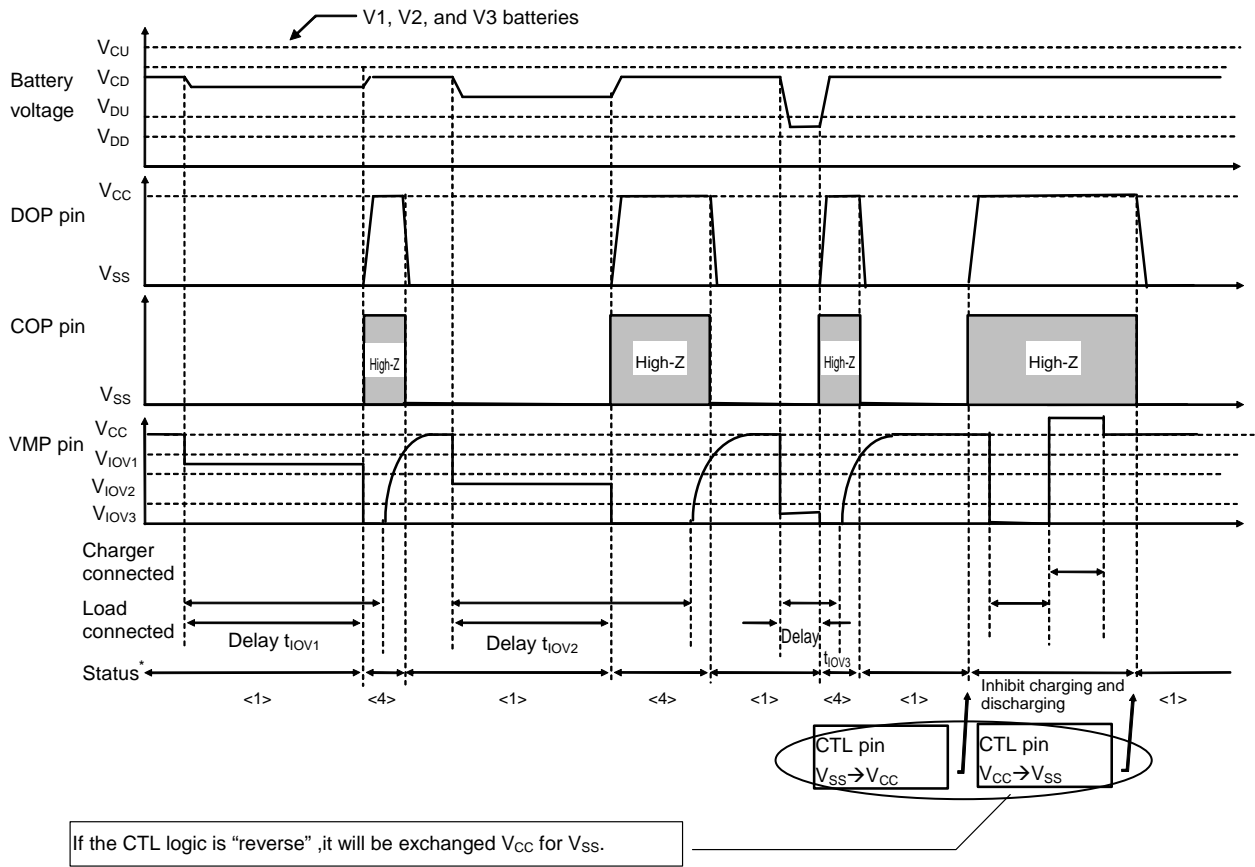 V1, V2, and V3 batteries
VCU
VCD
Battery
voltage
VDU
VDD
VCC
DOP pin
VSS
COP pin
High-Z
High-Z
High-Z
High-Z
VSS
VCC
VMP pin
VIOV1
VIOV2
VIOV3
Charger
connected
Load
connected
Delay tIOV1
Delay tIOV2
Delay
tIOV3
Status*
<1>
<4>
<1>
<4>
<1>
<4>
<1>
Inhibit charging and
discharging
<1>
CTL pin
VSS→VCC
CTL pin
VCC→VSS
If the CTL logic is “reverse” ,it will be exchanged VCC for VSS.